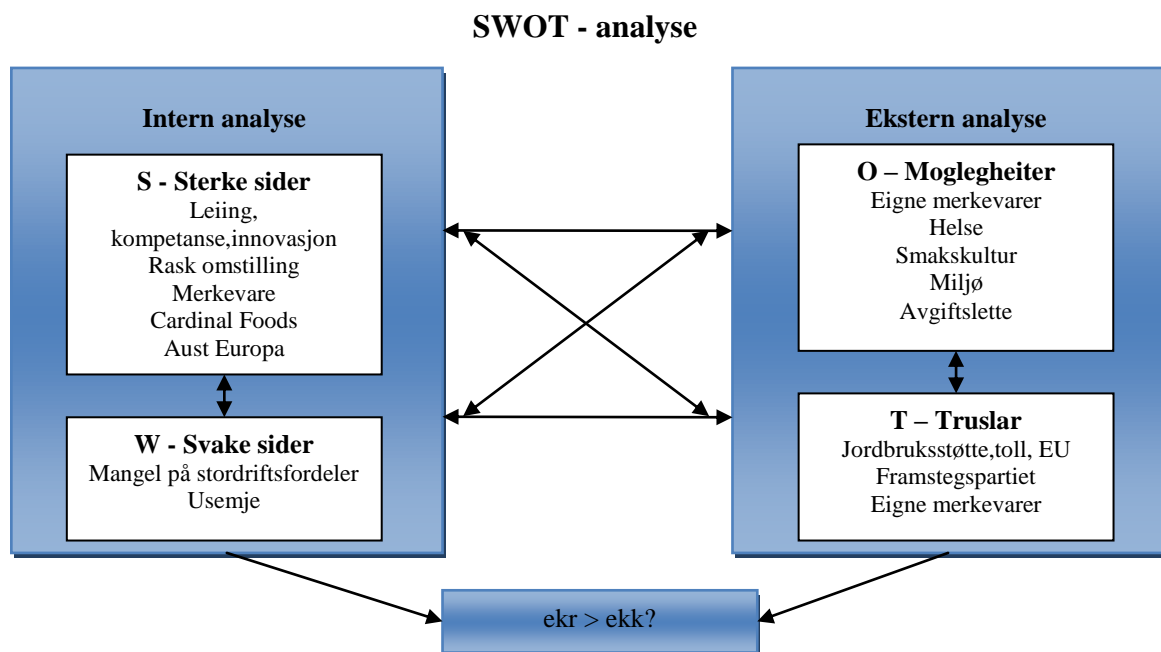 SWOT - analyse
Intern analyse
S - Sterke sider
Leiing,
kompetanse,innovasjon
Rask omstilling
Merkevare
Cardinal Foods
Aust Europa
W - Svake sider
Mangel på stordriftsfordeler
Usemje
Ekstern analyse
O – Moglegheiter
Eigne merkevarer
Helse
Smakskultur
Miljø
Avgiftslette
T – Truslar
Jordbruksstøtte,toll, EU
Framstegspartiet
Eigne merkevarer
ekr > ekk?